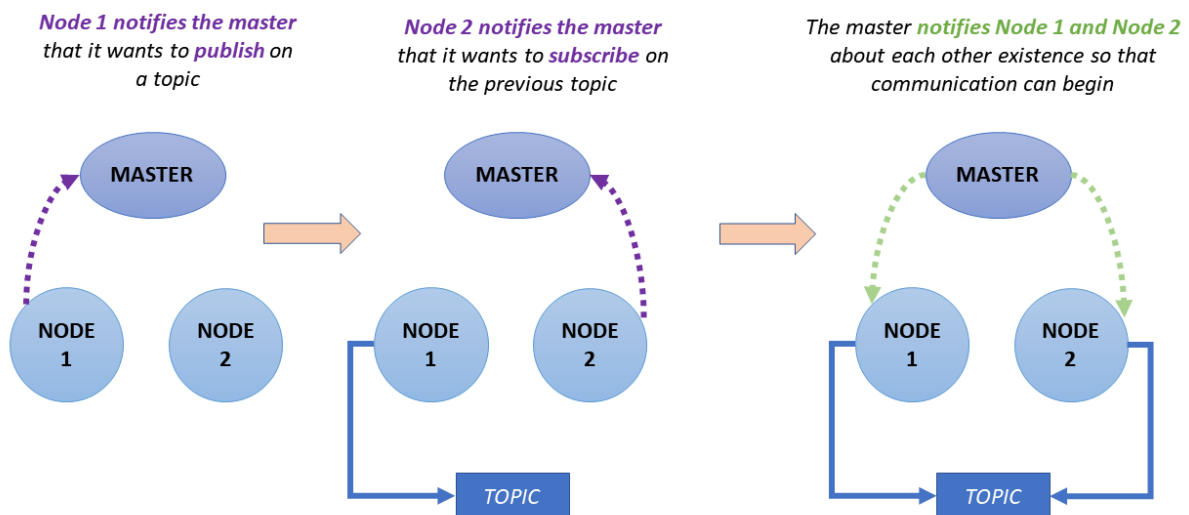 Node 1 notifies the master
that it wants to publish on
a topic
Node 2 notifies the master
that it wants to subscribe on
the previous topic
The master notifies Node 1 and Node 2
about each other existence so that
communication can begin
MASTER
NODE
1
NODE
2
MASTER
NODE
1
NODE
2
TOPIC
MASTER
NODE
1
NODE
2
TOPIC